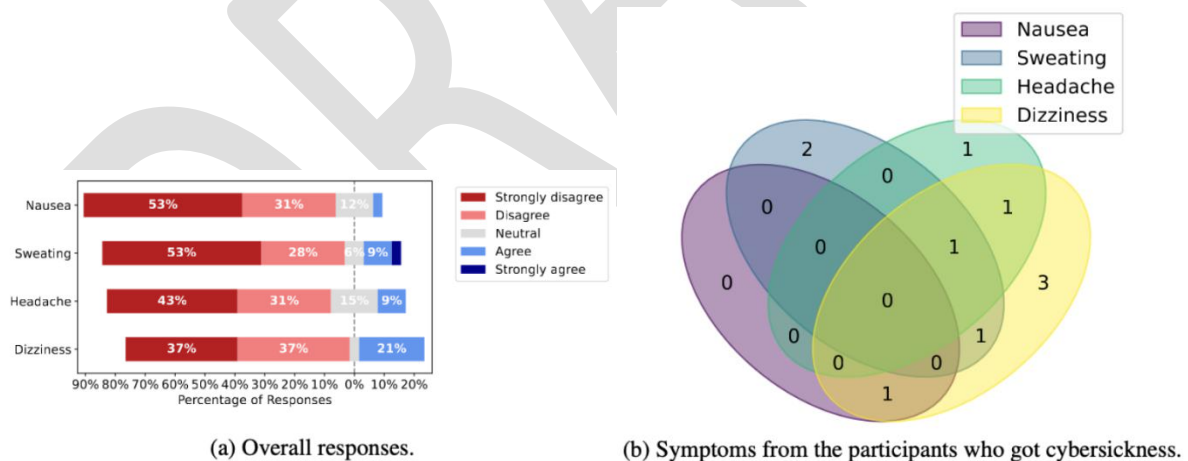 Nausea
Sweating
Headache
Dizziness
53% 31% 12%
53% 28% 6% 9%
43% 31% 15% 9%
37% 37% 21%
90% 80% 70% 60% 50% 40% 30% 20% 10% 0% 10% 20%
Percentage of Responses
Strongly disagree
Disagree
Neutral
Agree
Strongly agree
(a) Overall responses.
Nausea
Sweating
Headache
Dizziness
2
1
0
0
1
0
1
0
3
0
0
1
0
0
1
(b) Symptoms from the participants who got cybersickness.